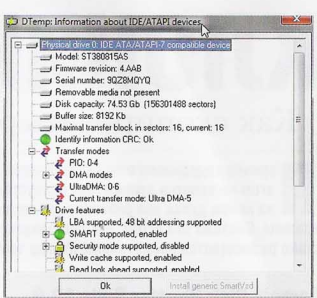 DTemp: Information about IDE/ATAPI devices
Physical drive 0: IDE ATA/ATAPI-7 compatible device
Model: ST380815AS
Firmware revision: 4.AAB
Serial number: 9QZ8MQYQ
Removable media not present
Disk capacity: 74.53 Gb (156301488 sectors)
Buffer size: 8192 Kb
Maximal transfer block in sectors: 16, current: 16
Identify information CRC: Ok
Transfer modes
PIO: 0-4
DMA modes
UltraDMA: 0-6
Current transfer mode: Ultra DMA-5
Drive features
LBA supported, 48 bit addressing supported
SMART supported, enabled
Security mode supported, disabled
Write cache supported, enabled
Read look ahead supported, enabled
Ok
Install generic SmartVxd